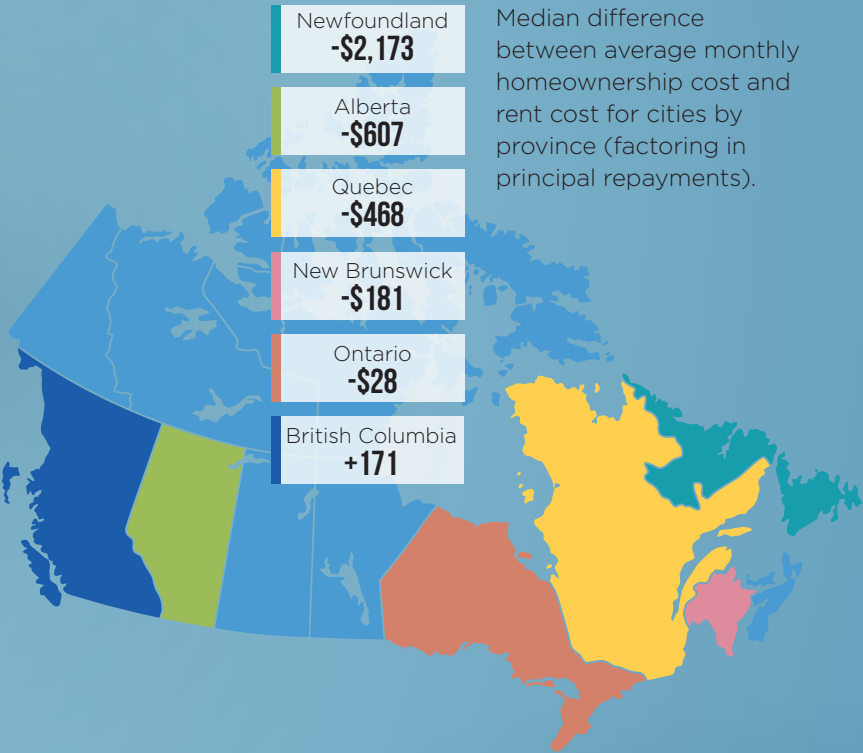 Newfoundland
-$2,173
Alberta
-$607
Quebec
-$468
New Brunswick
-$181
Ontario
-$28
British Columbia
+171
Median difference
between average monthly
homeownership cost and
rent cost for cities by
province (factoring in
principal repayments).